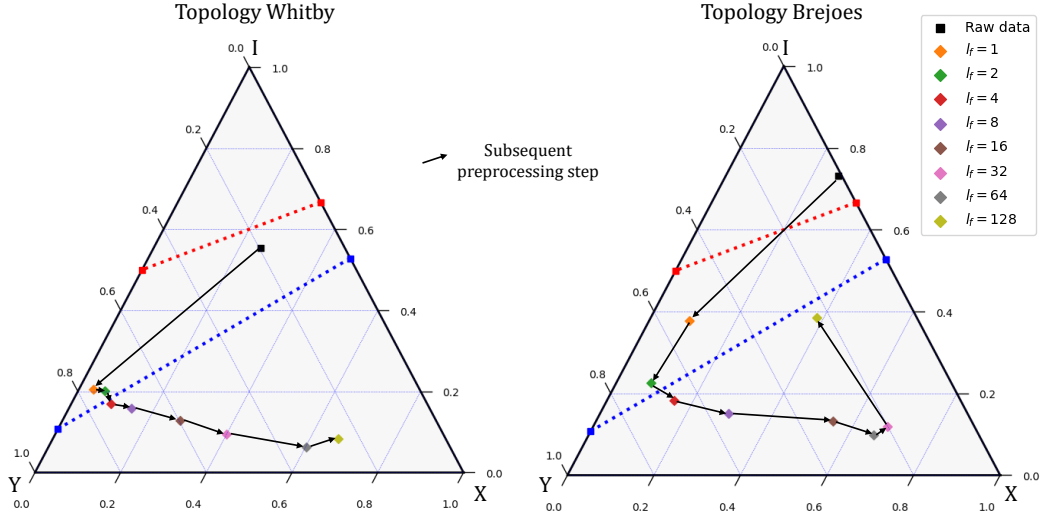 Topology Whitby
Topology Brejoes
Raw data
l_f = 1
l_f = 2
l_f = 4
l_f = 8
l_f = 16
l_f = 32
l_f = 64
l_f = 128
Subsequent
preprocessing step
0.0
I
1.0
0.2
0.8
0.4
0.6
0.6
0.4
0.8
0.2
1.0
0.0
Y
X
0.0
0.2
0.4
0.6
0.8
1.0
0.0
I
1.0
0.2
0.8
0.4
0.6
0.6
0.4
0.8
0.2
1.0
0.0
Y
X
0.0
0.2
0.4
0.6
0.8
1.0